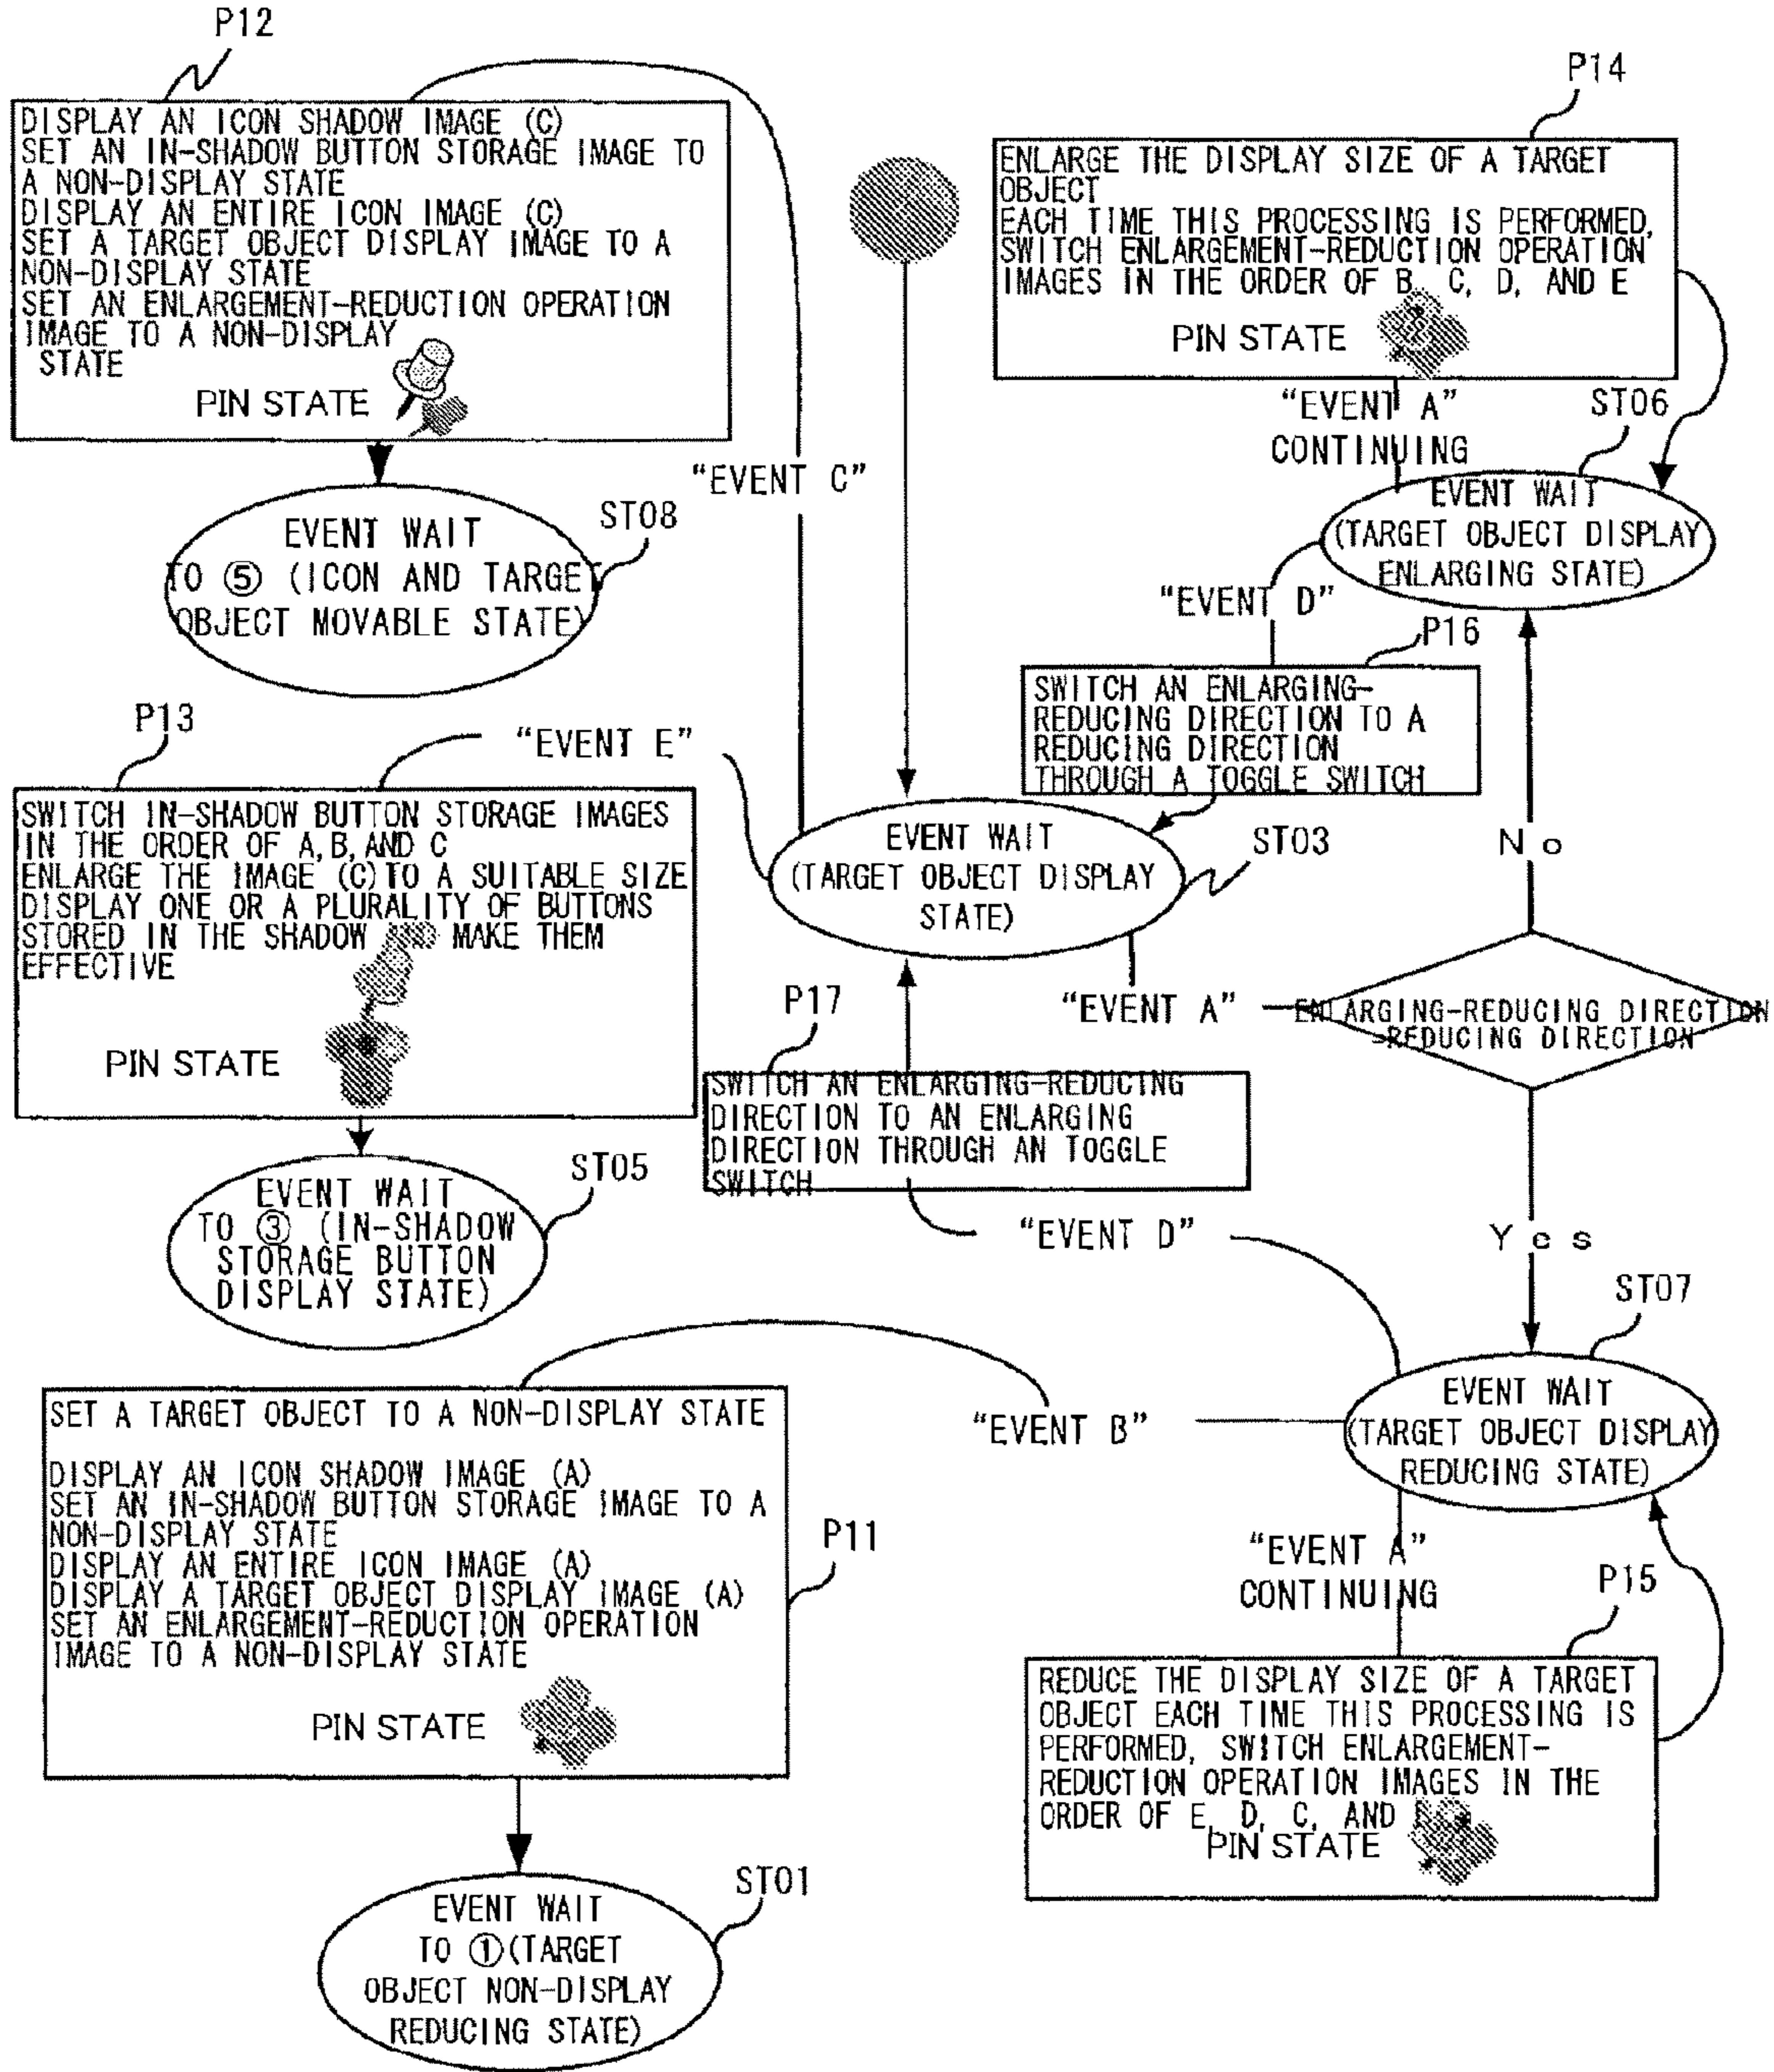 P12
DISPLAY AN ICON SHADOW IMAGE (C)
SET AN IN-SHADOW BUTTON STORAGE IMAGE TO
A NON-DISPLAY STATE
DISPLAY AN ENTIRE ICON IMAGE (C)
SET A TARGET OBJECT DISPLAY IMAGE TO A
NON-DISPLAY STATE
SET AN ENLARGEMENT-REDUCTION OPERATION
IMAGE TO A NON-DISPLAY
STATE
PIN STATE
EVENT WAIT
TO ⑤ (ICON AND TARGET
OBJECT MOVABLE STATE)
ST08
"EVENT C"
P14
ENLARGE THE DISPLAY SIZE OF A TARGET
OBJECT
EACH TIME THIS PROCESSING IS PERFORMED,
SWITCH ENLARGEMENT-REDUCTION OPERATION
IMAGES IN THE ORDER OF B, C, D, AND E
PIN STATE
"EVENT A"
CONTINUING
ST06
EVENT WAIT
(TARGET OBJECT DISPLAY
ENLARGING STATE)
"EVENT D"
P16
SWITCH AN ENLARGING-
REDUCING DIRECTION TO A
REDUCING DIRECTION
THROUGH A TOGGLE SWITCH
P13
"EVENT E"
SWITCH IN-SHADOW BUTTON STORAGE IMAGES
IN THE ORDER OF A, B, AND C
ENLARGE THE IMAGE (C) TO A SUITABLE SIZE
DISPLAY ONE OR A PLURALITY OF BUTTONS
STORED IN THE SHADOW AND MAKE THEM
EFFECTIVE
PIN STATE
EVENT WAIT
TO ③ (IN-SHADOW
STORAGE BUTTON
DISPLAY STATE)
ST05
EVENT WAIT
(TARGET OBJECT DISPLAY
STATE)
ST03
No
"EVENT A"
ENLARGING-REDUCING DIRECTION
=REDUCING DIRECTION
P17
SWITCH AN ENLARGING-REDUCING
DIRECTION TO AN ENLARGING
DIRECTION THROUGH AN TOGGLE
SWITCH
"EVENT D"
Yes
ST07
EVENT WAIT
(TARGET OBJECT DISPLAY
REDUCING STATE)
"EVENT B"
SET A TARGET OBJECT TO A NON-DISPLAY STATE
DISPLAY AN ICON SHADOW IMAGE (A)
SET AN IN-SHADOW BUTTON STORAGE IMAGE TO A
NON-DISPLAY STATE
DISPLAY AN ENTIRE ICON IMAGE (A)
DISPLAY A TARGET OBJECT DISPLAY IMAGE (A)
SET AN ENLARGEMENT-REDUCTION OPERATION
IMAGE TO A NON-DISPLAY STATE
PIN STATE
P11
"EVENT A"
CONTINUING
P15
REDUCE THE DISPLAY SIZE OF A TARGET
OBJECT EACH TIME THIS PROCESSING IS
PERFORMED, SWITCH ENLARGEMENT-
REDUCTION OPERATION IMAGES IN THE
ORDER OF E, D, C, AND
PIN STATE
ST01
EVENT WAIT
TO ① (TARGET
OBJECT NON-DISPLAY
REDUCING STATE)